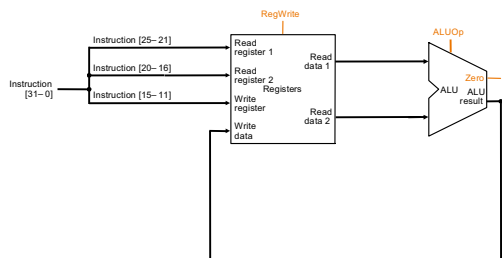 RegWrite
ALUOp
Instruction [25–21]
Read
register 1
Read
data 1
Instruction [20–16]
Read
register 2
Registers
Zero
Instruction
[31–0]
Instruction [15–11]
Write
register
ALU
ALU
result
Write
data
Read
data 2